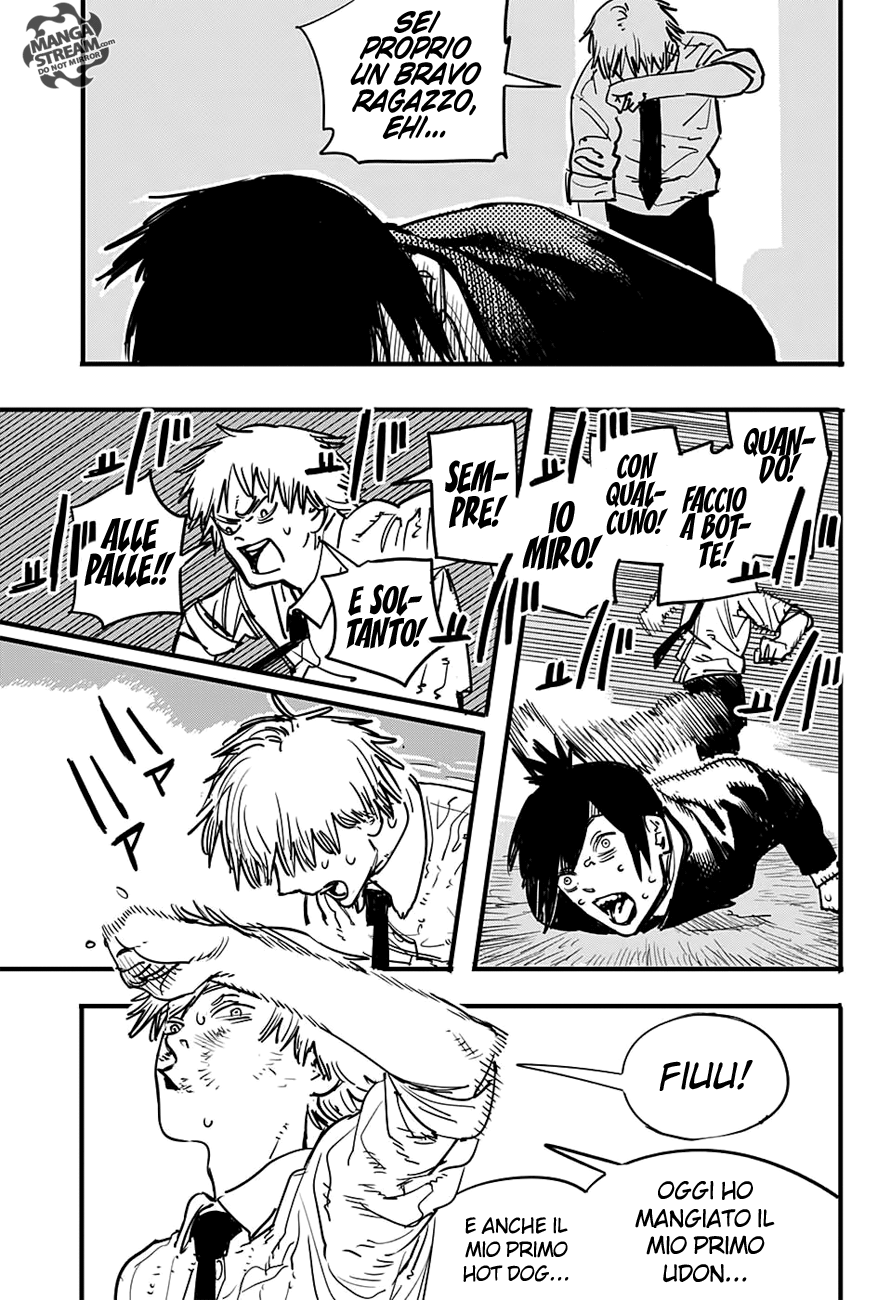 MANGA
STREAM.com
DO NOT MIRROR
SEI
PROPRIO
UN BRAVO
RAGAZZO,
EHI...
QUAN-
DO!
FACCIO
A BOT-
TE!
CON
QUAL-
CUNO!
IO
MIRO!
SEM-
PRE!
E SOL-
TANTO!
ALLE
PALLE!!
FIUU!
OGGI HO
MANGIATO IL
MIO PRIMO
UDON...
E ANCHE IL
MIO PRIMO
HOT DOG...